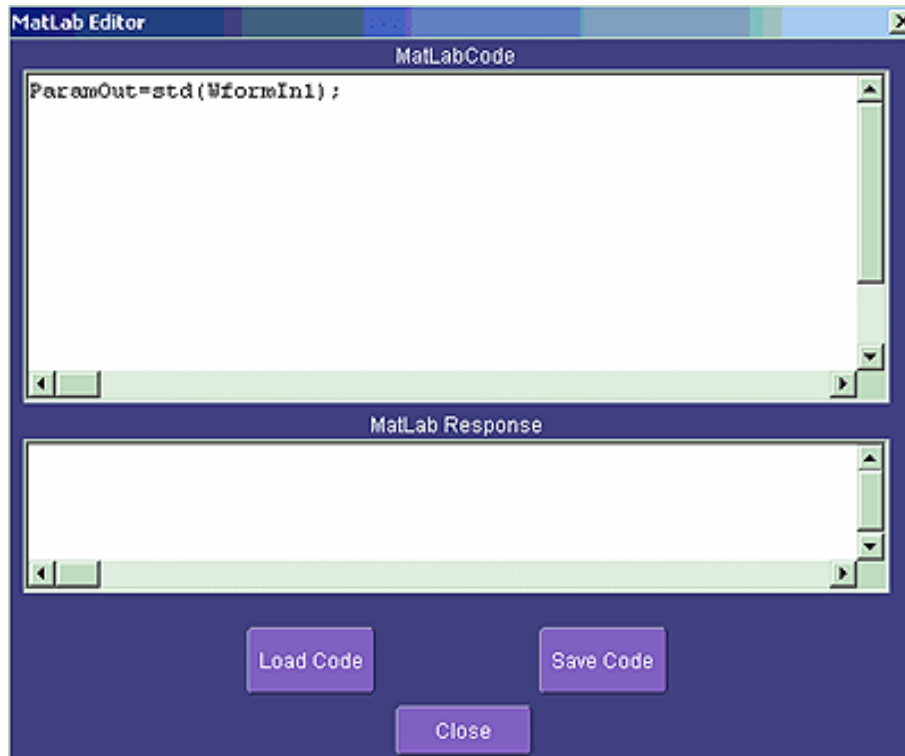 MatLab Editor
MatLabCode
ParamOut=std(WformIn1);
MatLab Response
Load Code
Save Code
Close